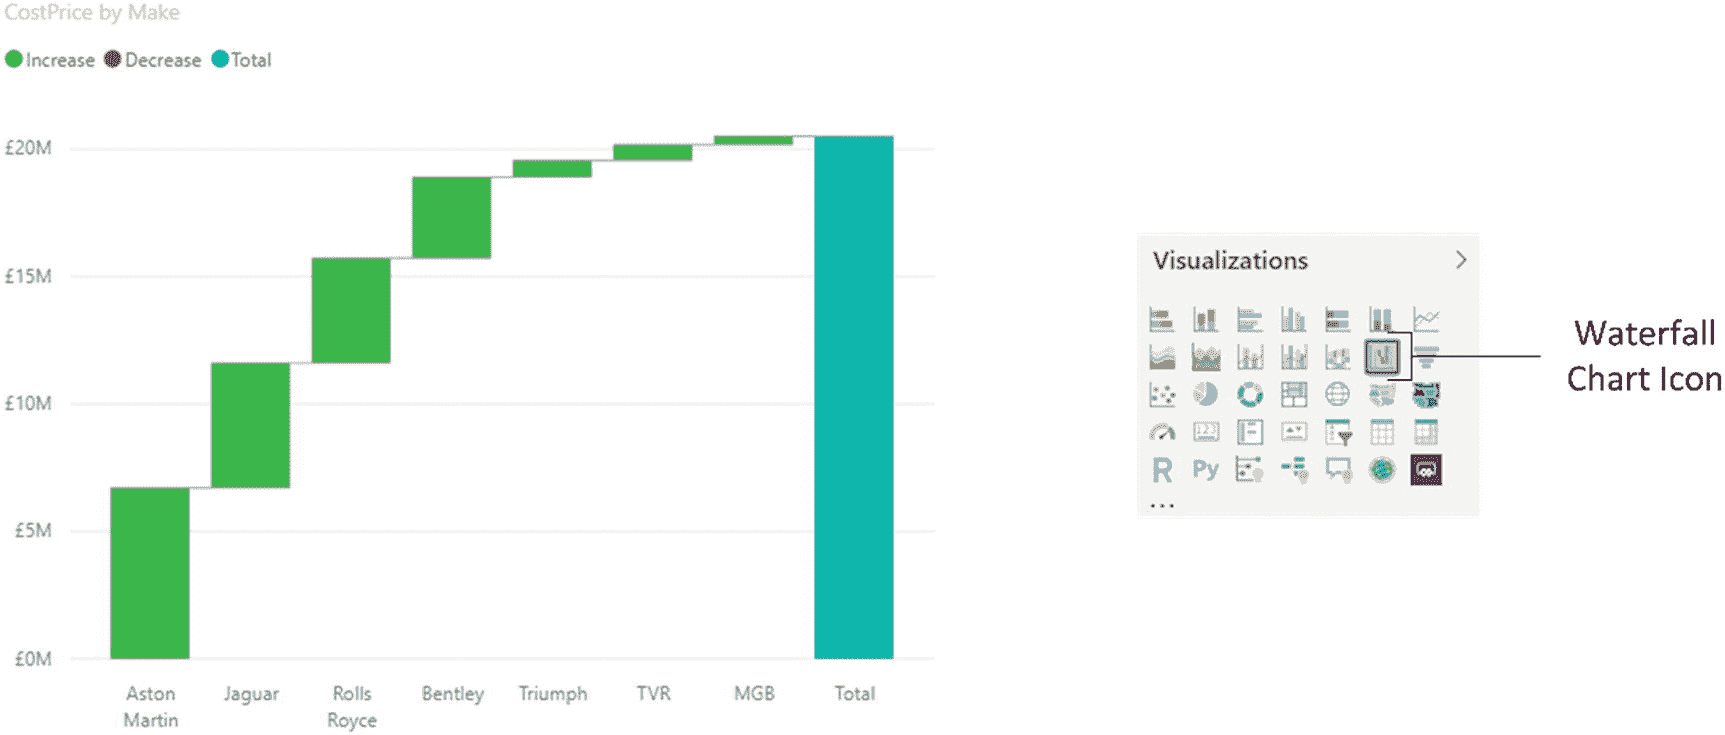 CostPrice by Make
Increase Decrease Total
£20M
£15M
£10M
£5M
£0M
Aston Martin
Jaguar
Rolls Royce
Bentley
Triumph
TVR
MGB
Total
Visualizations
123
R
Py
...
Waterfall
Chart Icon